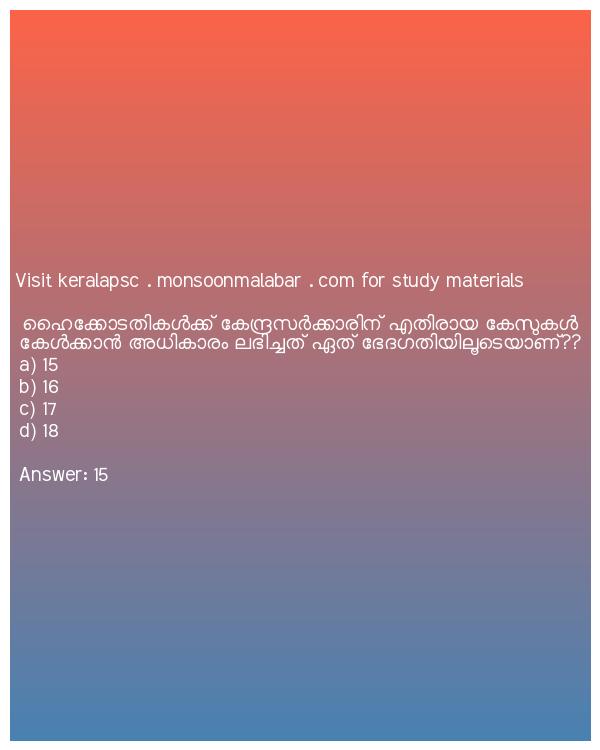 Visit keralapsc . monsoonmalabar . com for study materials
ഹൈക്കോടതികൾക്ക് കേന്ദ്രസർക്കാരിന് എതിരായ കേസുകൾ
കേൾക്കാൻ അധികാരം ലഭിച്ചത് ഏത് ഭേദഗതിയിലൂടെയാണ്??
a) 15
b) 16
c) 17
d) 18
Answer: 15